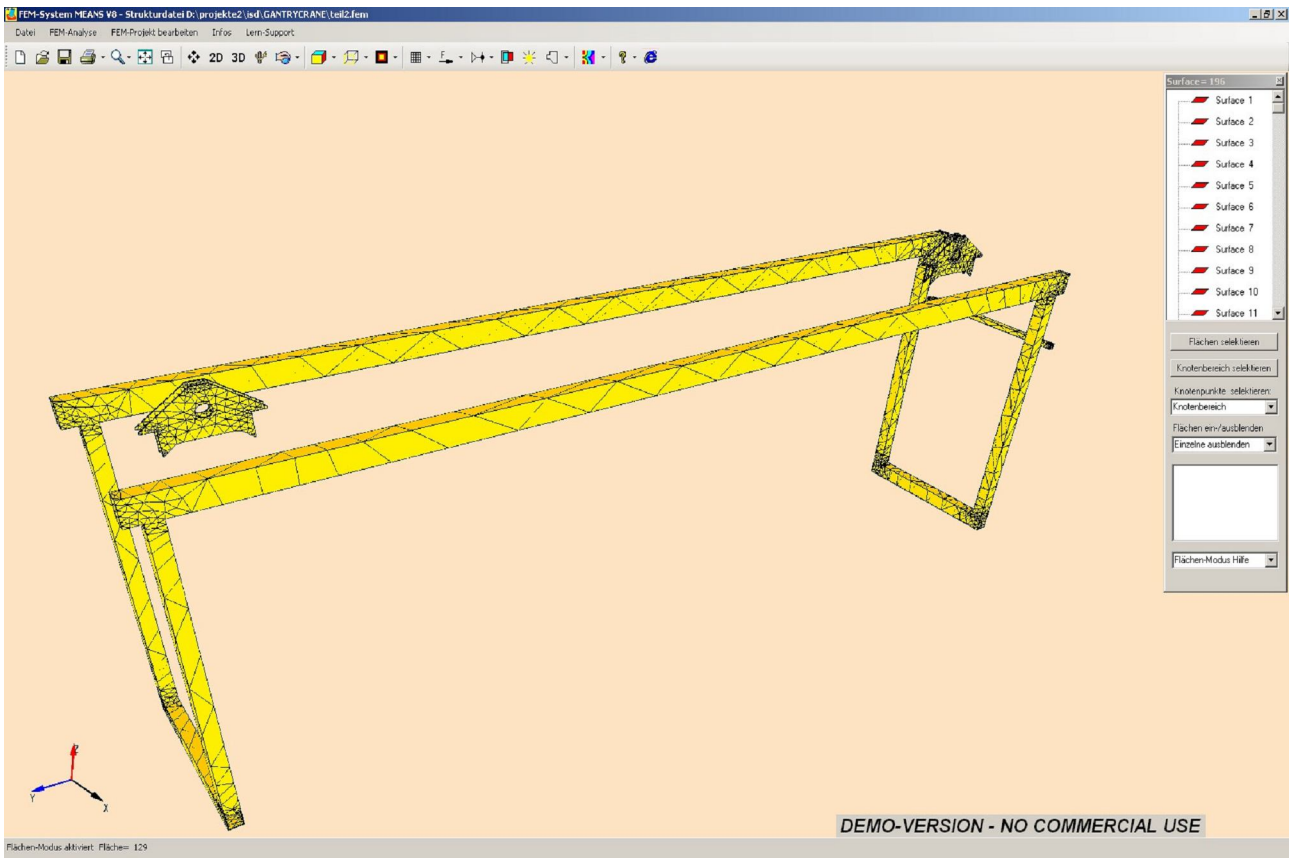 FEM-System MEANS V8 - Strukturdatei D:\projekte2\isd\GANTRYCRANE\teil2.fem
Datei FEM-Analyse FEM-Projekt bearbeiten Infos Lern-Support
2D 3D
Surface= 196
Surface 1
Surface 2
Surface 3
Surface 4
Surface 5
Surface 6
Surface 7
Surface 8
Surface 9
Surface 10
Surface 11
Flächen selektieren
Knotenbereich selektieren
Knotenpunkte selektieren:
Knotenbereich
Flächen ein-/ausblenden
Einzelne ausblenden
Flächen-Modus Hilfe
Z
Y
X
DEMO-VERSION - NO COMMERCIAL USE
Flächen-Modus aktiviert Fläche= 129